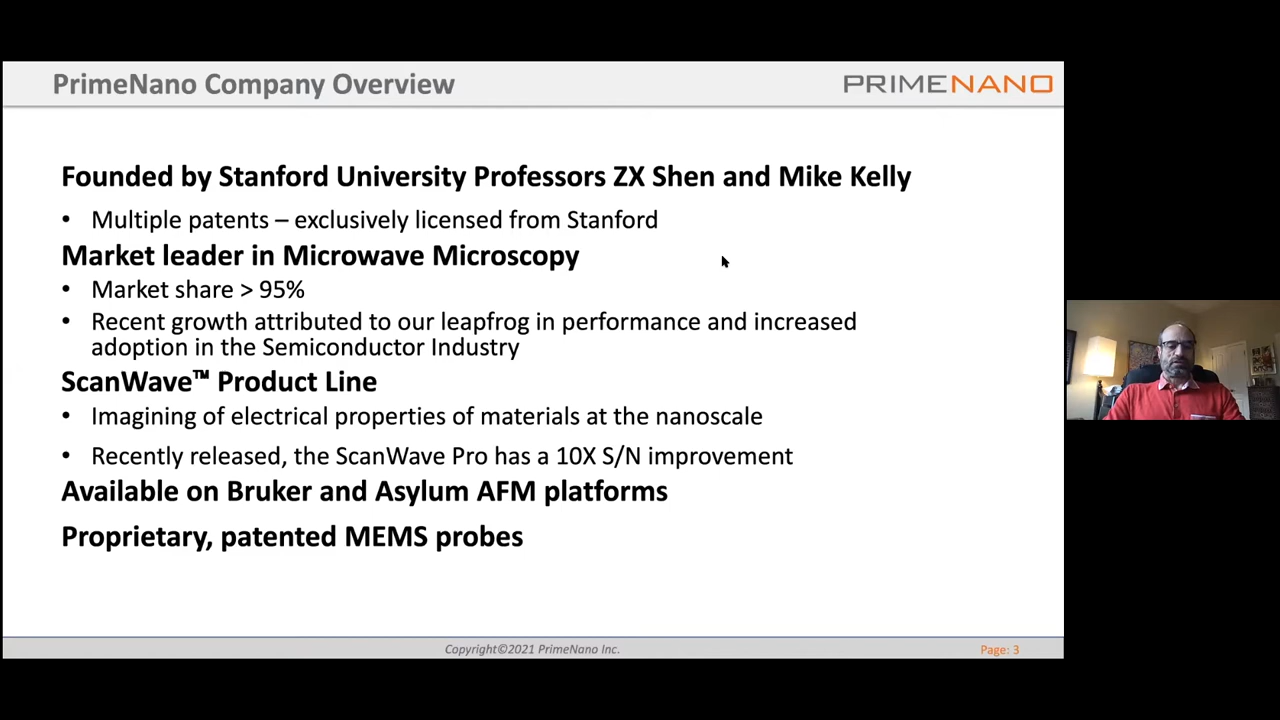 PrimeNano Company Overview
PRIMENANO
Founded by Stanford University Professors ZX Shen and Mike Kelly
• Multiple patents – exclusively licensed from Stanford
Market leader in Microwave Microscopy
• Market share > 95%
• Recent growth attributed to our leapfrog in performance and increased
adoption in the Semiconductor Industry
ScanWave™ Product Line
• Imagining of electrical properties of materials at the nanoscale
• Recently released, the ScanWave Pro has a 10X S/N improvement
Available on Bruker and Asylum AFM platforms
Proprietary, patented MEMS probes
Copyright©2021 PrimeNano Inc.
Page: 3